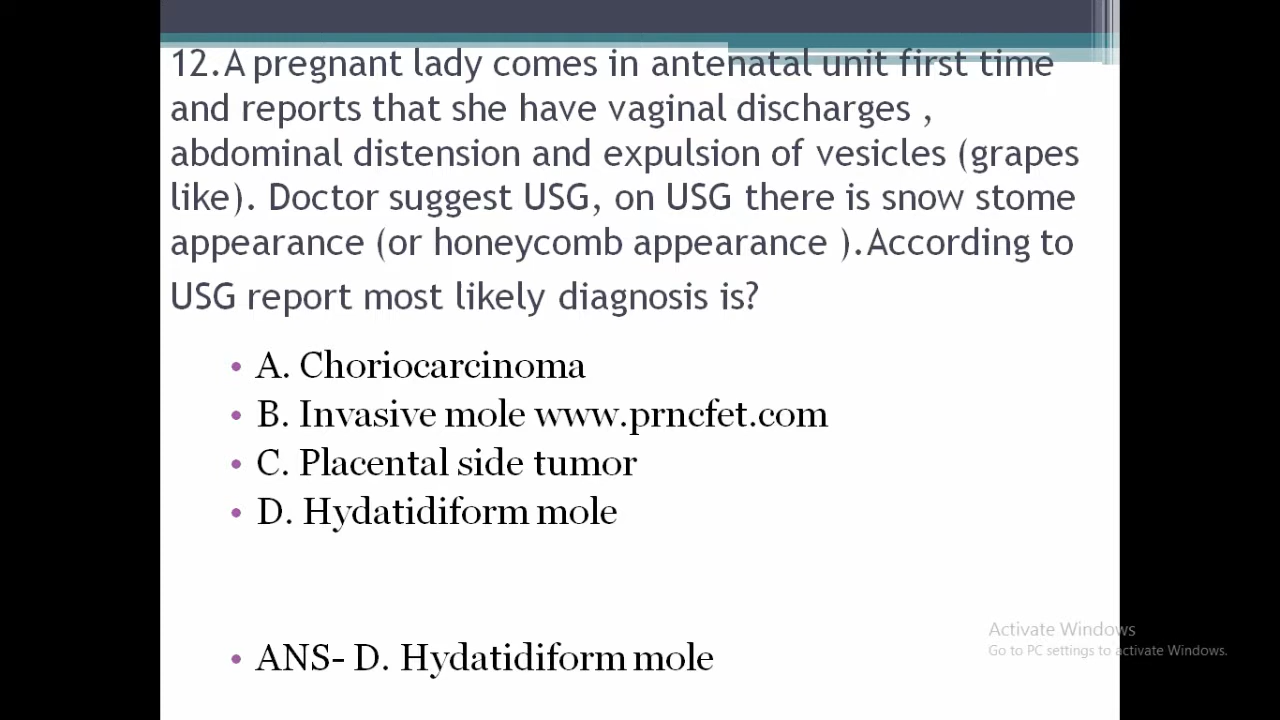 12.A pregnant lady comes in antenatal unit first time
and reports that she have vaginal discharges ,
abdominal distension and expulsion of vesicles (grapes
like). Doctor suggest USG, on USG there is snow stome
appearance (or honeycomb appearance ).According to
USG report most likely diagnosis is?
• A. Choriocarcinoma
• B. Invasive mole www.prncfet.com
• C. Placental side tumor
• D. Hydatidiform mole
• ANS- D. Hydatidiform mole
Activate Windows
Go to PC settings to activate Windows.